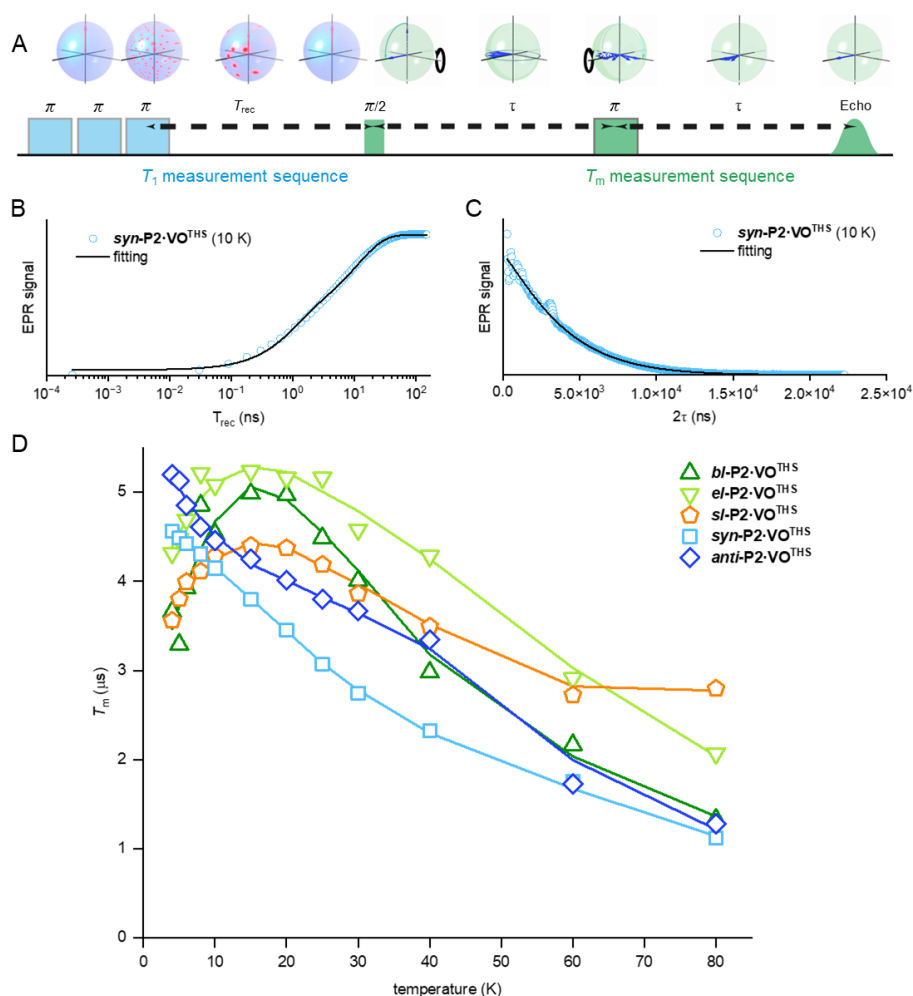 A
π π π T_rec π/2 τ π τ Echo
T₁ measurement sequence T_m measurement sequence
B
syn-P2·VO^THS (10 K)
fitting
EPR signal
10⁻⁴ 10⁻³ 10⁻² 10⁻¹ 10⁰ 10¹ 10²
T_rec (ns)
C
syn-P2·VO^THS (10 K)
fitting
EPR signal
0.0 5.0×10³ 1.0×10⁴ 1.5×10⁴ 2.0×10⁴ 2.5×10⁴
2τ (ns)
D
bl-P2·VO^THS
el-P2·VO^THS
sl-P2·VO^THS
syn-P2·VO^THS
anti-P2·VO^THS
5
4
3
2
1
0
T_m (μs)
0 10 20 30 40 50 60 70 80
temperature (K)